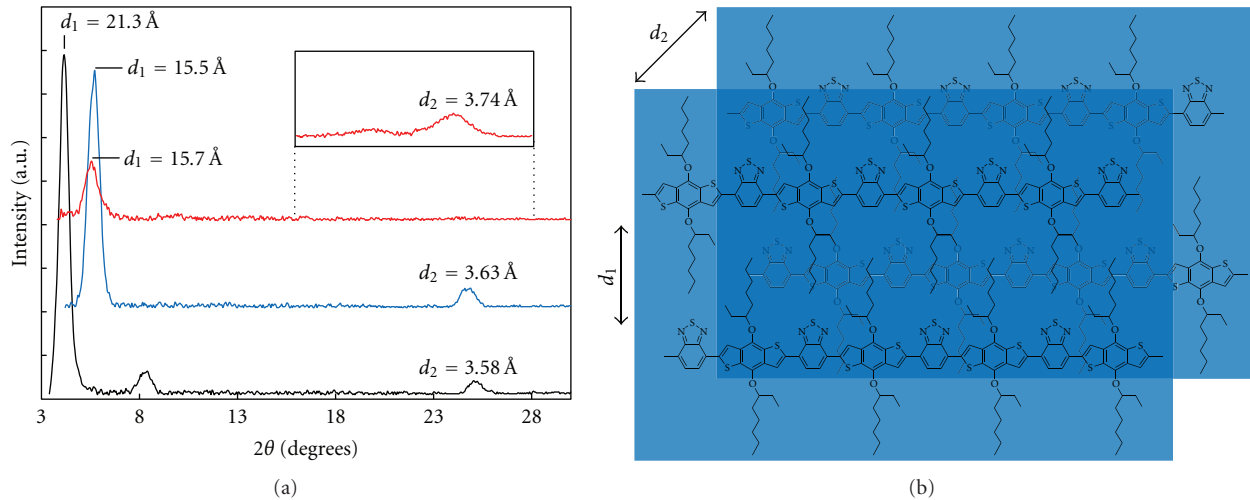 d₁ = 21.3 Å
d₁ = 15.5 Å
d₁ = 15.7 Å
d₂ = 3.74 Å
d₂ = 3.63 Å
d₂ = 3.58 Å
Intensity (a.u.)
3 8 13 18 23 28
2θ (degrees)
(a)
d₂
d₁
S S S S
N N N N N N N N
O O O O
S S S S S S S S
O O O O
S S S
O O O O
N N N N N N
S S S S S S S S
O O O O
S S S S
O O O O
N N N N N N N N
S S S S S S S S
O O O O
S S S S
O O O O
N N N N N N N N
S S S S S S S S
O O O O
(b)